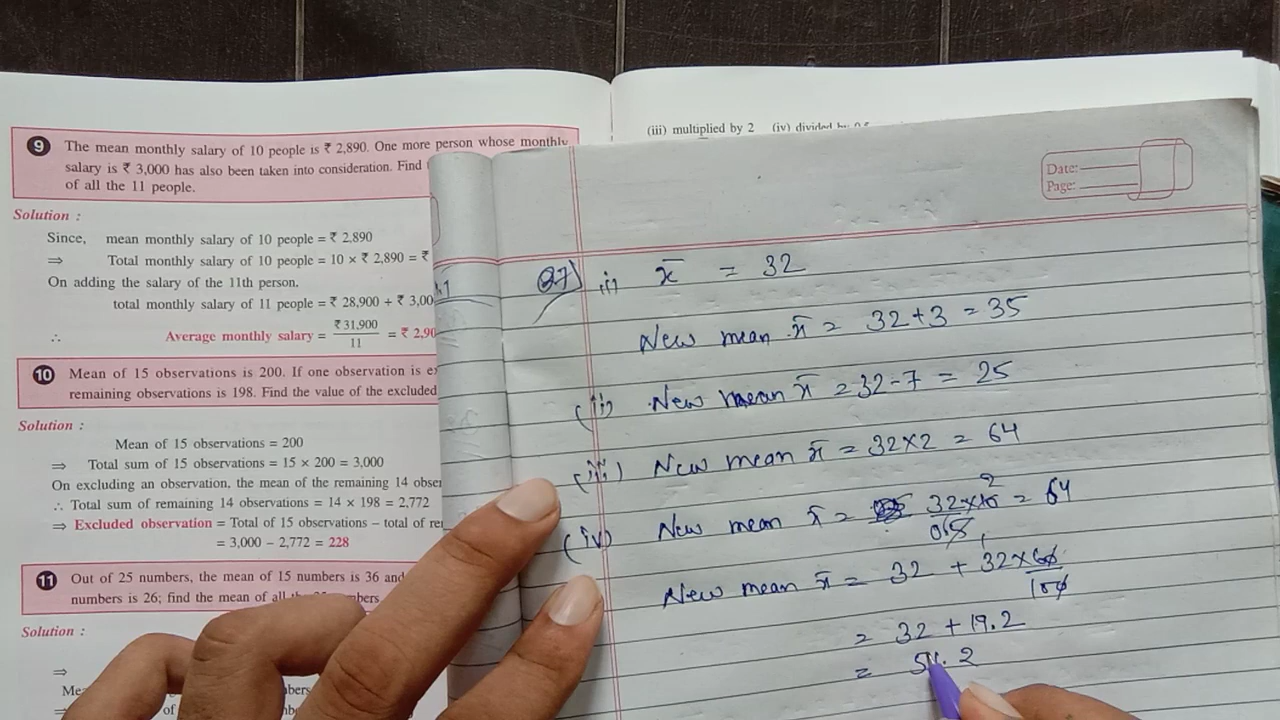 9 The mean monthly salary of 10 people is ₹ 2,890. One more person whose monthly
salary is ₹ 3,000 has also been taken into consideration. Find
of all the 11 people.
Solution :
Since, mean monthly salary of 10 people = ₹ 2,890
⇒ Total monthly salary of 10 people = 10 × ₹ 2,890 = ₹
On adding the salary of the 11th person,
total monthly salary of 11 people = ₹ 28,900 + ₹ 3,00
∴ Average monthly salary = ₹ 31,900 / 11 = ₹ 2,90
10 Mean of 15 observations is 200. If one observation is ex
remaining observations is 198. Find the value of the excluded
Solution :
Mean of 15 observations = 200
⇒ Total sum of 15 observations = 15 × 200 = 3,000
On excluding an observation, the mean of the remaining 14 obser
∴ Total sum of remaining 14 observations = 14 × 198 = 2,772
⇒ Excluded observation = Total of 15 observations – total of rem
= 3,000 – 2,772 = 228
11 Out of 25 numbers, the mean of 15 numbers is 36 and
numbers is 26; find the mean of all
Solution :
⇒
(iii) multiplied by 2 (iv) divided by
Date:
Page:
Q7) i) x̄ = 32
New mean x̄ = 32+3 = 35
(ii) New mean x̄ = 32-7 = 25
(iii) New mean x̄ = 32×2 = 64
(iv) New mean x̄ = 32×10 / 05 = 64
2
1
New mean x̄ = 32 + 32×60 / 100
= 32 + 19.2
= 51.2